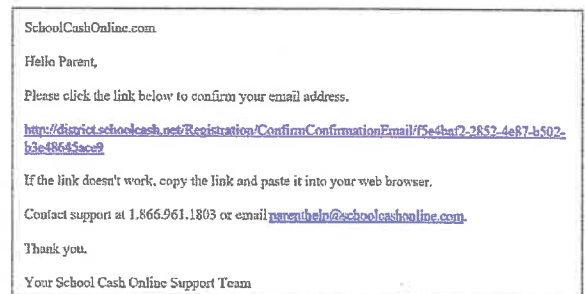 SchoolCashOnline.com
Hello Parent,
Please click the link below to confirm your email address.
http://district.schoolcash.net/Registration/ConfirmConfirmationEmail/f5e4baf2-2852-4e87-b502-
b3e48645ace9
If the link doesn't work, copy the link and paste it into your web browser.
Contact support at 1.866.961.1803 or email parenthelp@schoolcashonline.com.
Thank you.
Your School Cash Online Support Team